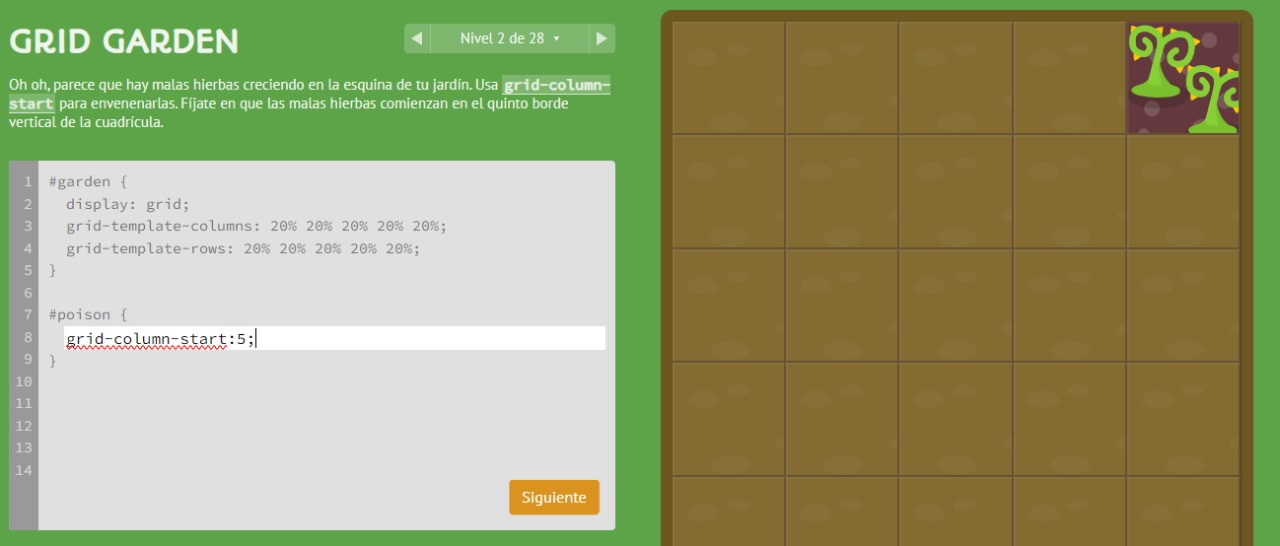 GRID GARDEN
◀ Nivel 2 de 28 ▾ ▶
Oh oh, parece que hay malas hierbas creciendo en la esquina de tu jardín. Usa grid-column-
start para envenenarlas. Fíjate en que las malas hierbas comienzan en el quinto borde
vertical de la cuadrícula.
1 #garden {
2 display: grid;
3 grid-template-columns: 20% 20% 20% 20% 20%;
4 grid-template-rows: 20% 20% 20% 20% 20%;
5 }
6
7 #poison {
8 grid-column-start:5;
9 }
10
11
12
13
14
Siguiente